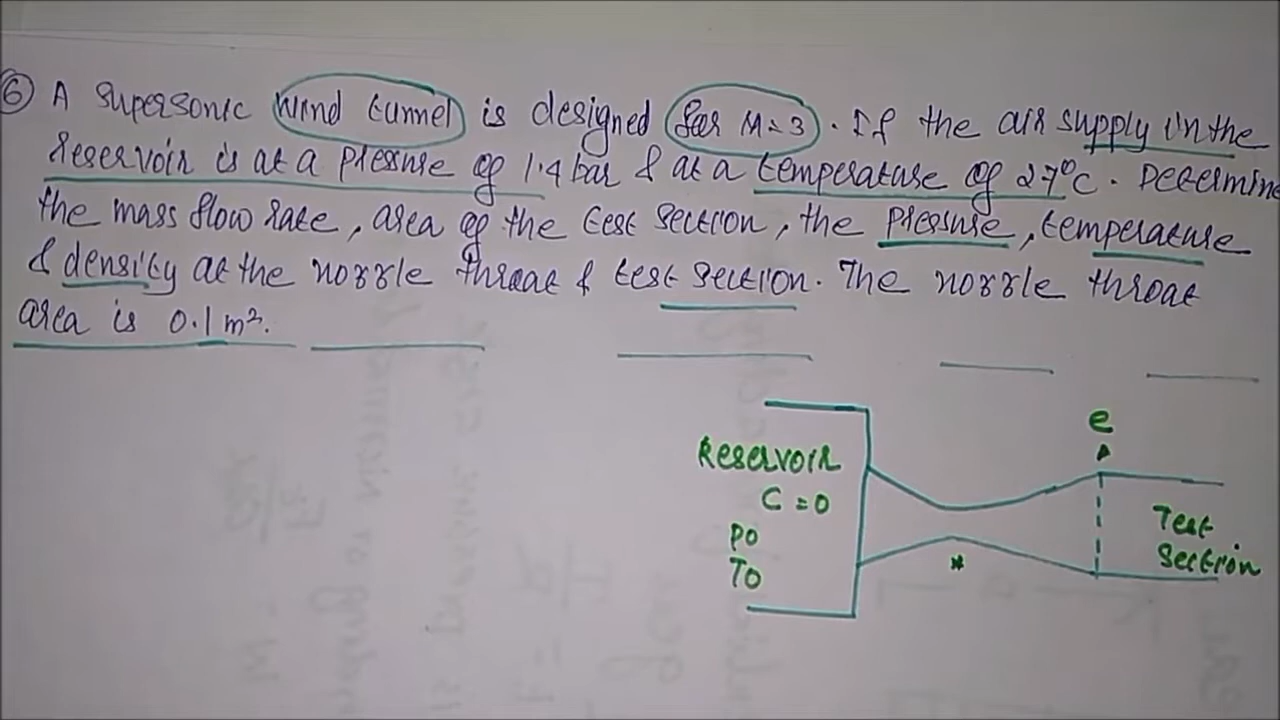 ⑥ A supersonic wind tunnel is designed for M = 3. If the air supply in the
reservoir is at a pressure of 1.4 bar & at a temperature of 27°C. Determine
the mass flow rate, area of the test section, the pressure, temperature
& density at the nozzle throat & test section. The nozzle throat
area is 0.1 m².
e
Reservoir
C = 0
Po
To
*
Test
section